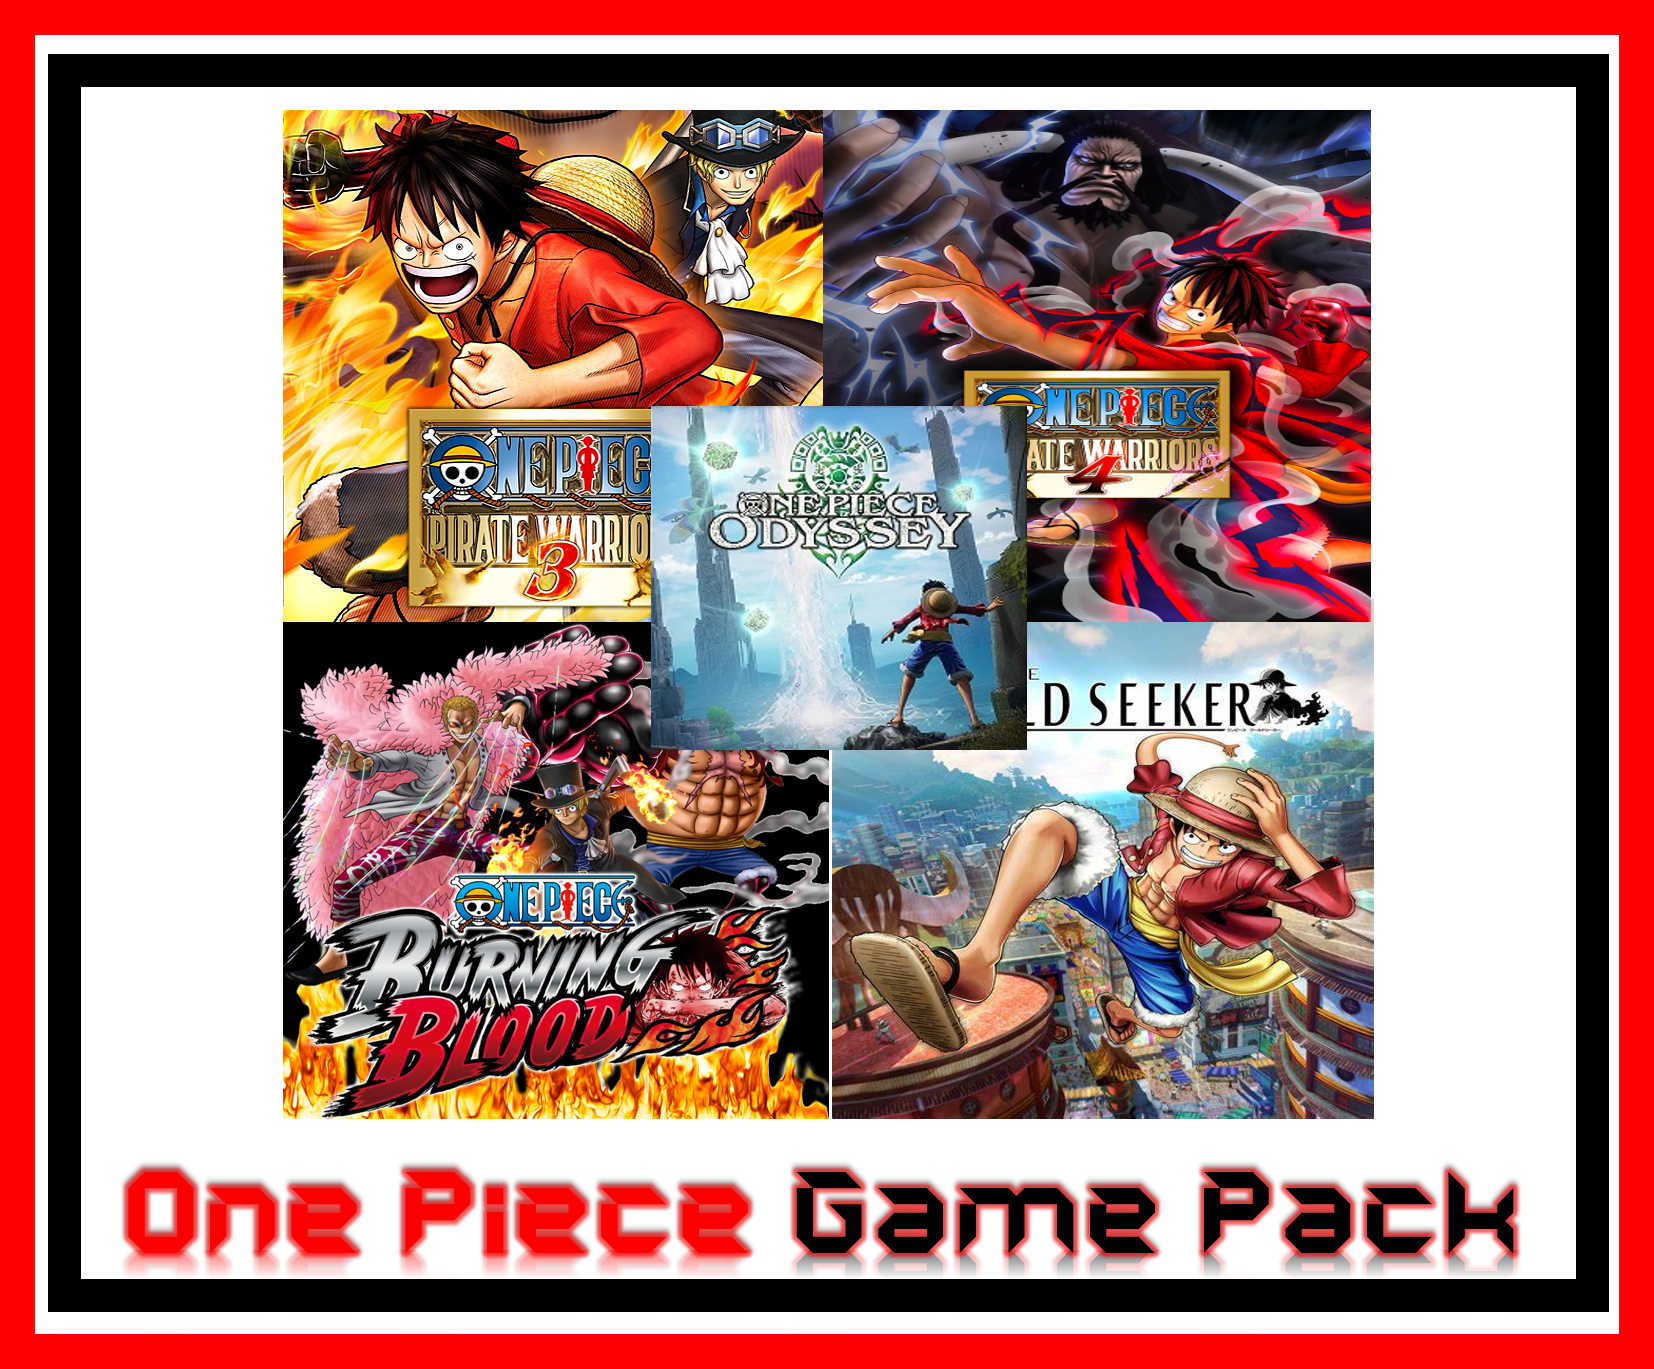 ONE PIECE
PIRATE WARRIO
3
ONE PIECE
ATE WARRIORS
4
ONE PIECE
ODYSSEY
E
LD SEEKER
ONE PIECE
BURNING
BLOOD
One Piece Game Pack